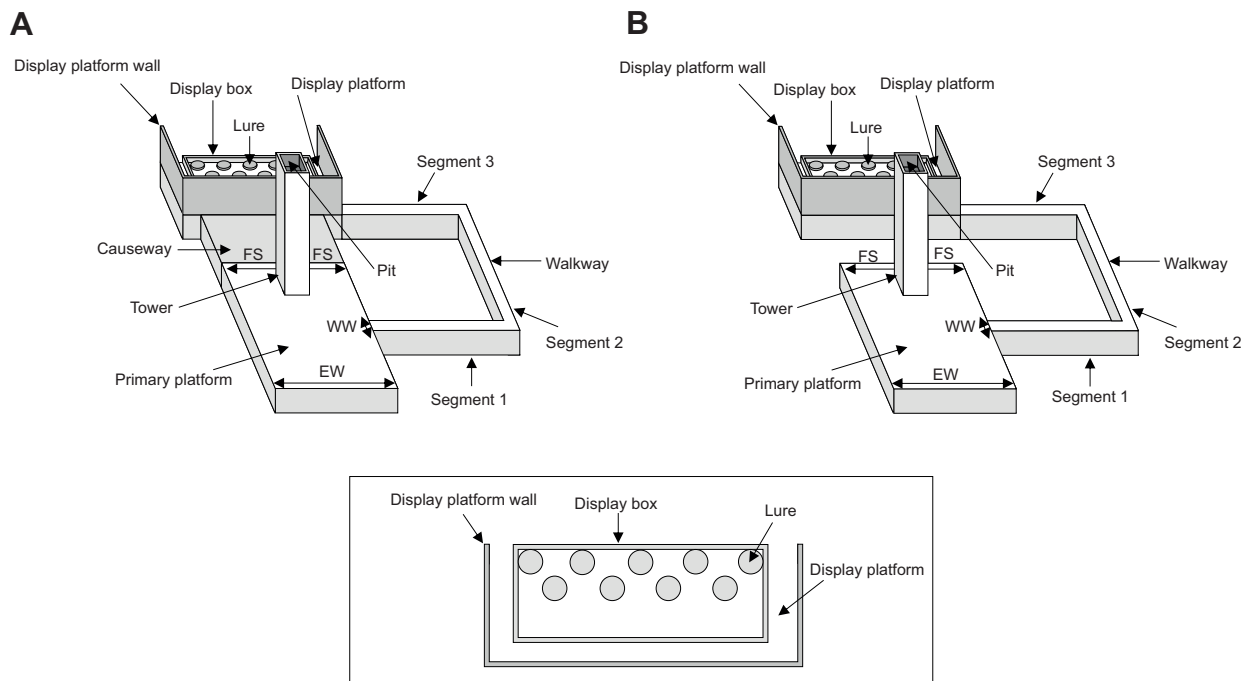 A
Display platform wall
Display box
Display platform
Lure
Segment 3
Causeway
FS
FS
Pit
Walkway
Tower
WW
Segment 2
Primary platform
EW
Segment 1
B
Display platform wall
Display box
Display platform
Lure
Segment 3
FS
FS
Pit
Walkway
Tower
WW
Segment 2
Primary platform
EW
Segment 1
Display platform wall
Display box
Lure
Display platform